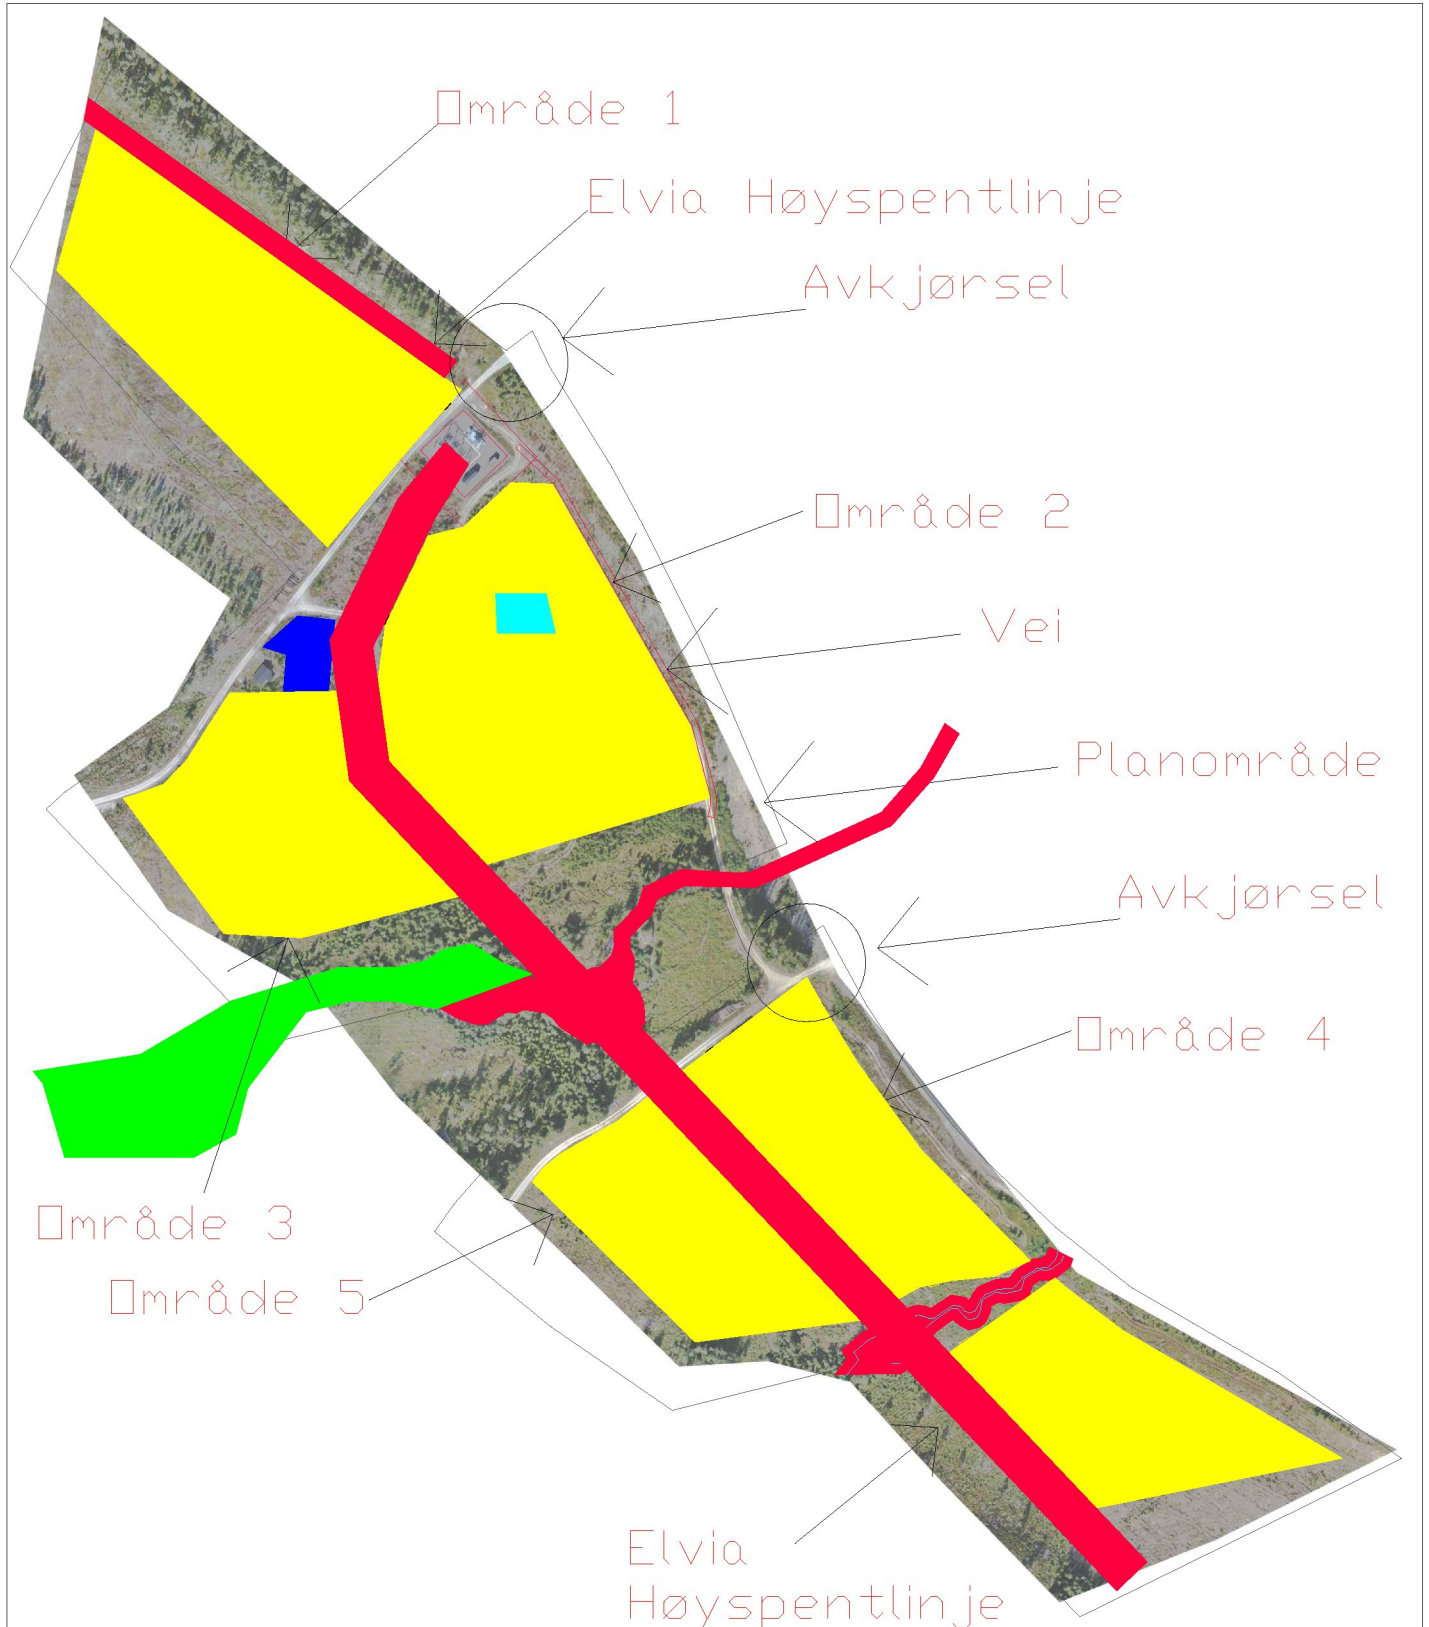 Område 1
Elvia Høyspentlinje
Avkjørsel
Område 2
Vei
Planområde
Avkjørsel
Område 4
Område 3
Område 5
Elvia
Høyspentlinje